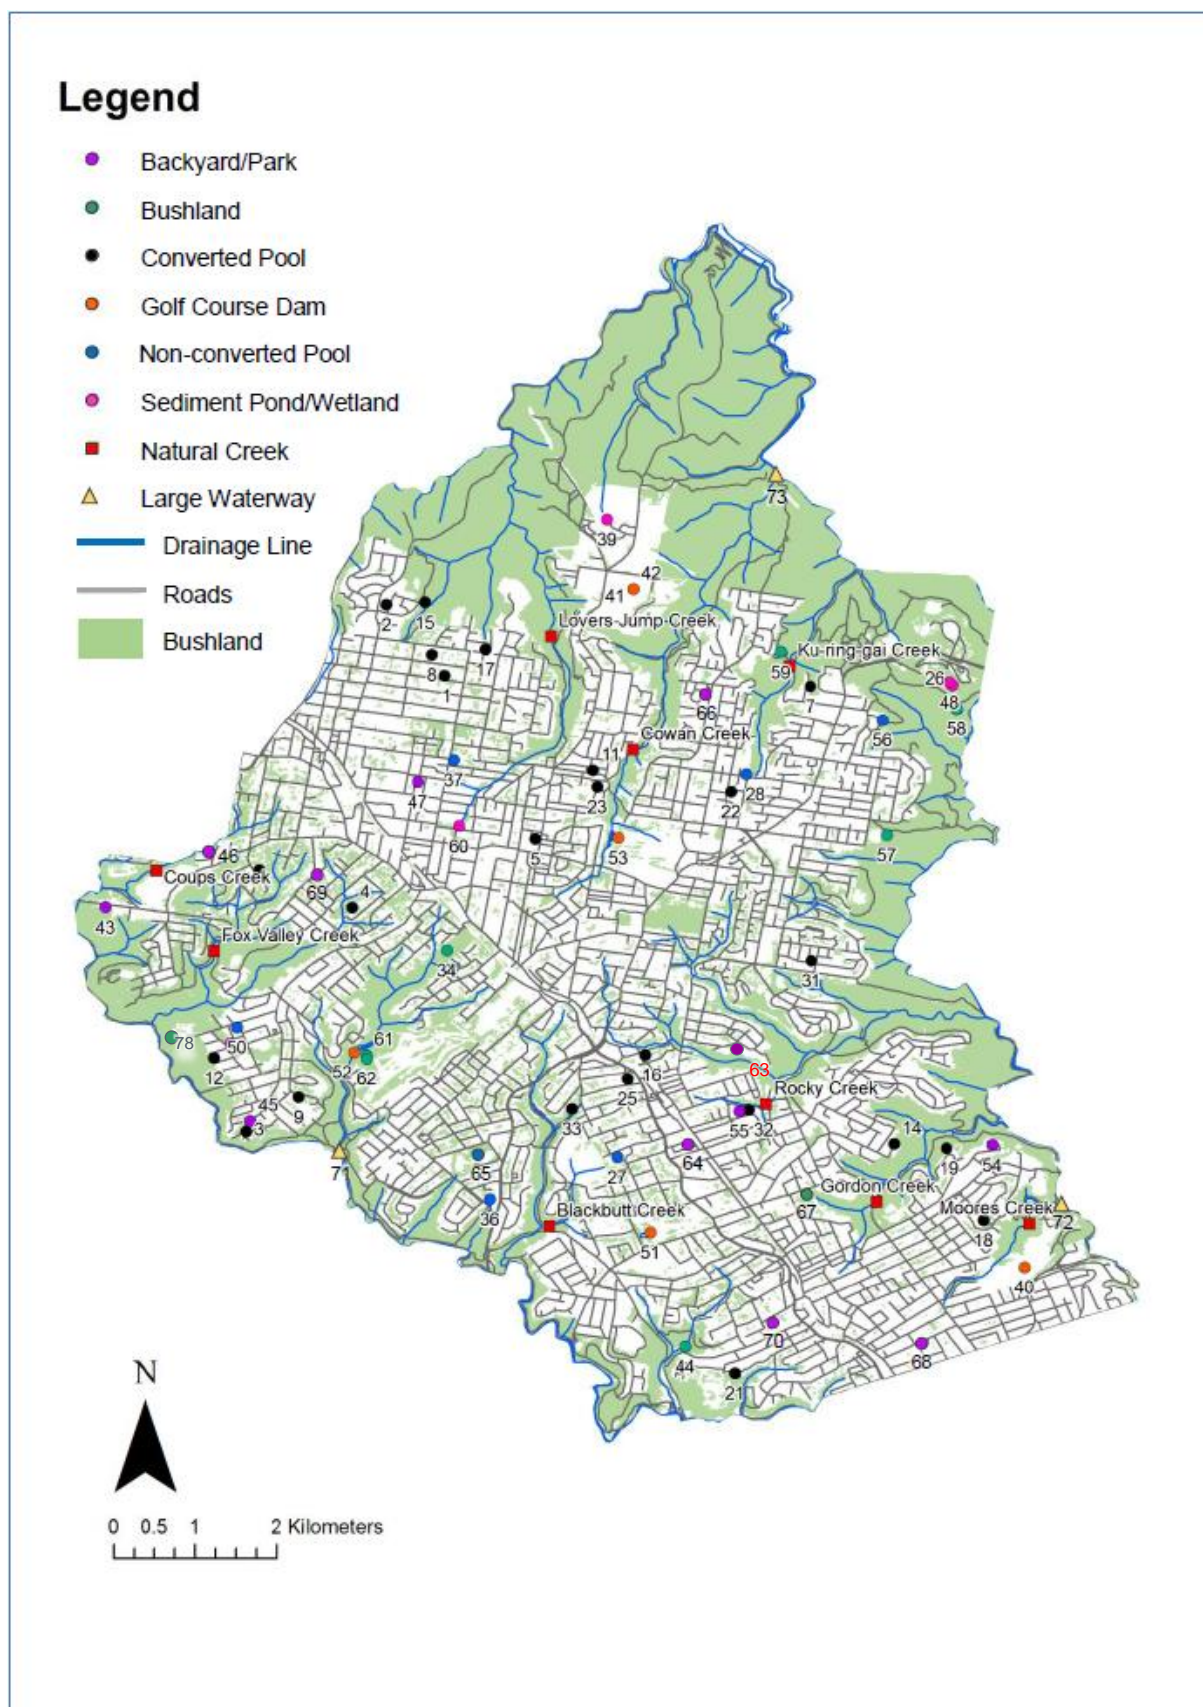 Legend
Backyard/Park
Bushland
Converted Pool
Golf Course Dam
Non-converted Pool
Sediment Pond/Wetland
Natural Creek
Large Waterway
Drainage Line
Roads
Bushland
73
39
42
41
2
15
Lovers Jump Creek
17
8
1
59
Ku-ring-gai Creek
7
26
48
58
66
56
Cowan Creek
11
37
47
23
22
28
60
5
53
57
46
Coups Creek
69
4
43
Fox Valley Creek
34
31
78
50
61
52
62
12
16
63
25
Rocky Creek
45
9
3
33
55
32
14
71
65
27
64
19
54
Gordon Creek
67
Moores Creek
72
36
Blackbutt Creek
18
51
40
70
44
68
21
N
0 0.5 1 2 Kilometers